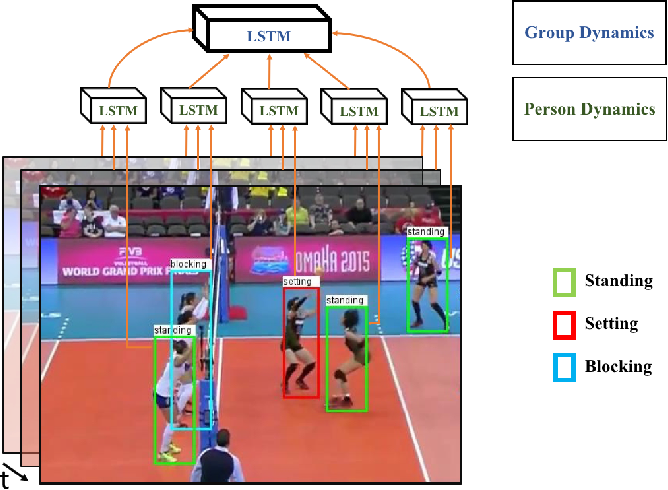 LSTM
Group Dynamics
LSTM
LSTM
LSTM
LSTM
LSTM
Person Dynamics
standing
blocking
FIVB
VOLLEYBALL
WORLD GRAND PRIX
OMAHA 2015
setting
standing
standing
Standing
Setting
Blocking
t